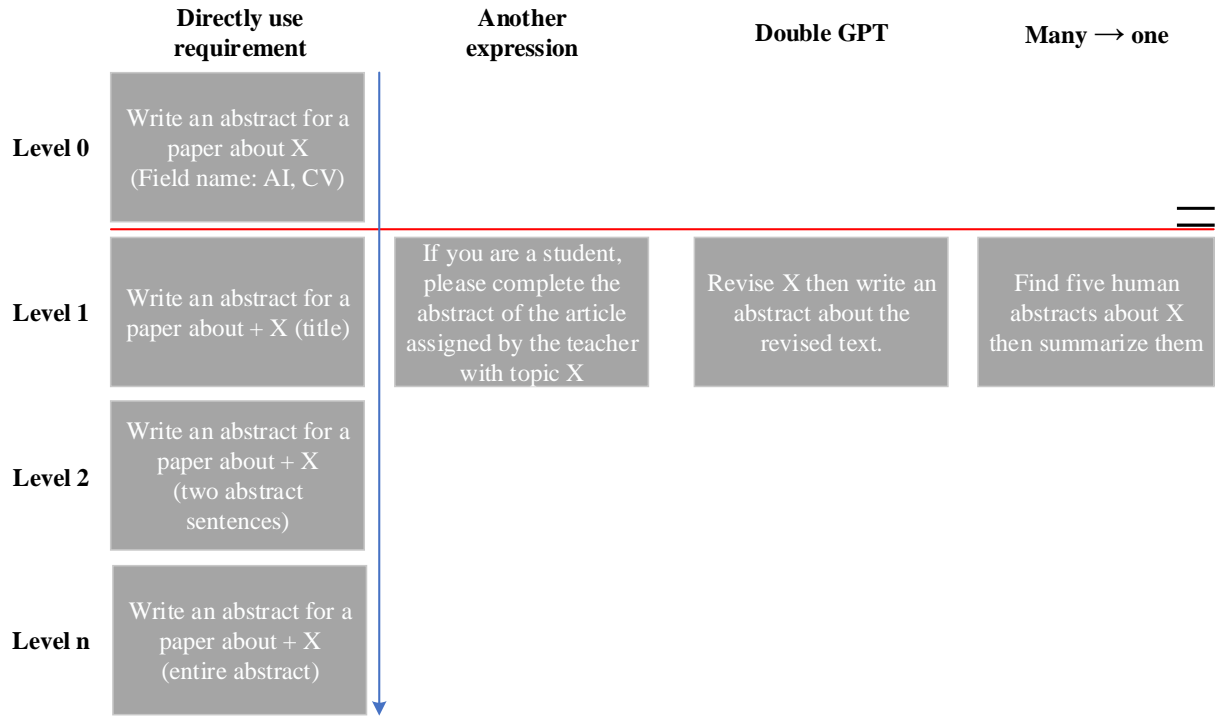 Directly use
requirement
Another
expression
Double GPT
Many → one
Level 0
Write an abstract for a
paper about X
(Field name: AI, CV)
Level 1
Write an abstract for a
paper about + X (title)
If you are a student,
please complete the
abstract of the article
assigned by the teacher
with topic X
Revise X then write an
abstract about the
revised text.
Find five human
abstracts about X
then summarize them
Level 2
Write an abstract for a
paper about + X
(two abstract
sentences)
Level n
Write an abstract for a
paper about + X
(entire abstract)